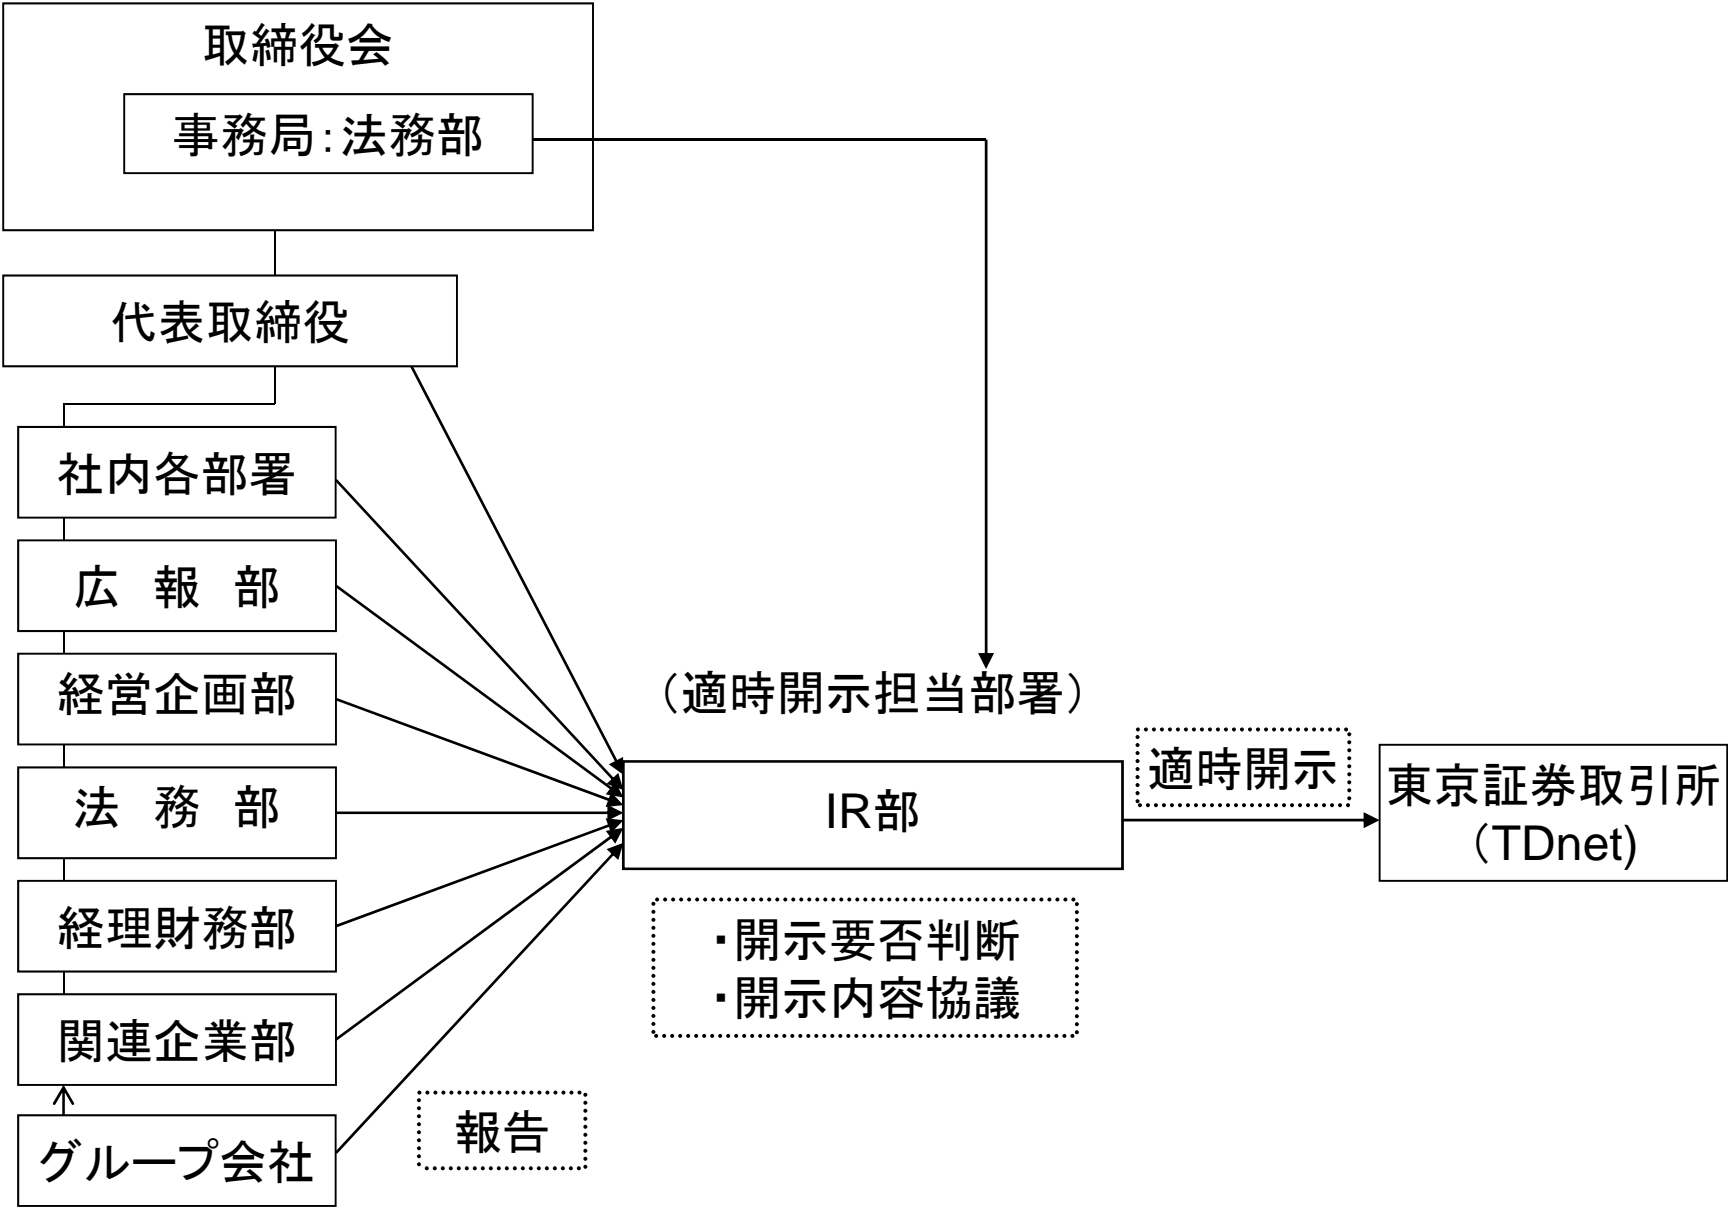 取締役会
事務局：法務部
代表取締役
社内各部署
広　報　部
経営企画部
法　務　部
経理財務部
関連企業部
グループ会社
報告
（適時開示担当部署）
IR部
・開示要否判断
・開示内容協議
適時開示
東京証券取引所
（TDnet)